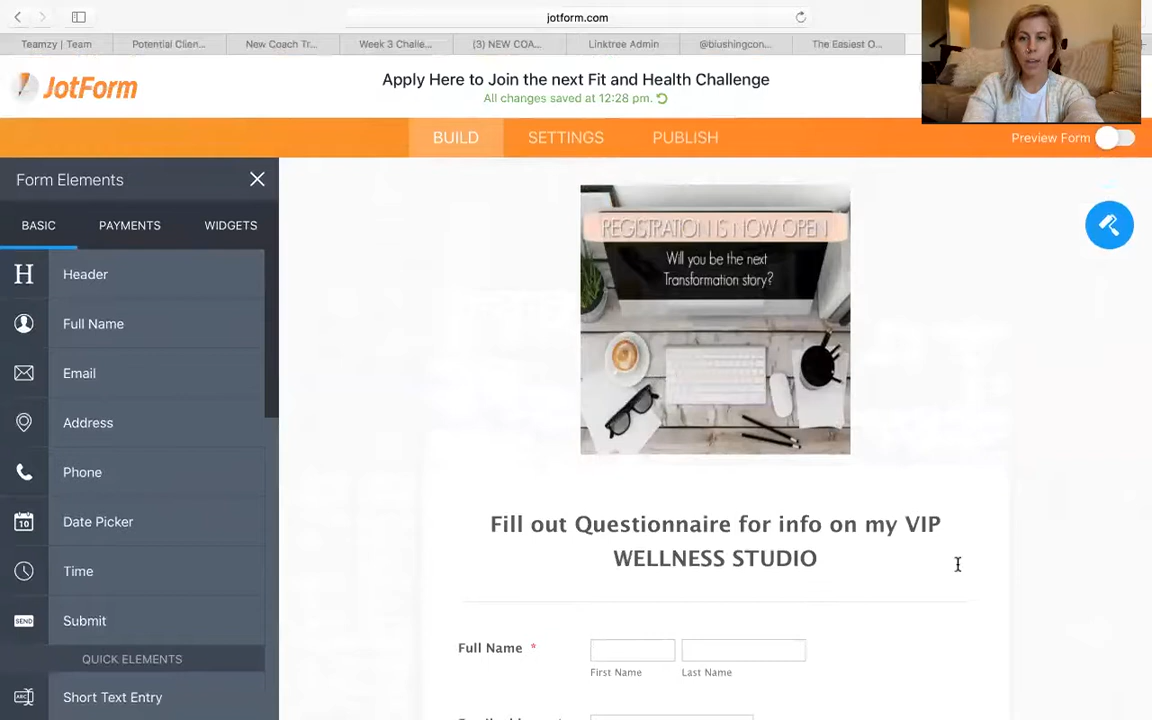 jotform.com
Teamzy | Team
Potential Clien...
New Coach Tr...
Week 3 Challe...
(3) NEW COA...
Linktree Admin
@blushingcon...
The Easiest O...
JotForm
Apply Here to Join the next Fit and Health Challenge
All changes saved at 12:28 pm.
BUILD
SETTINGS
PUBLISH
Preview Form
Form Elements
BASIC
PAYMENTS
WIDGETS
H
Header
Full Name
Email
Address
Phone
10
Date Picker
Time
SEND
Submit
QUICK ELEMENTS
ABC
Short Text Entry
REGISTRATION IS NOW OPEN
Will you be the next
Transformation story?
Fill out Questionnaire for info on my VIP
WELLNESS STUDIO
Full Name *
First Name
Last Name